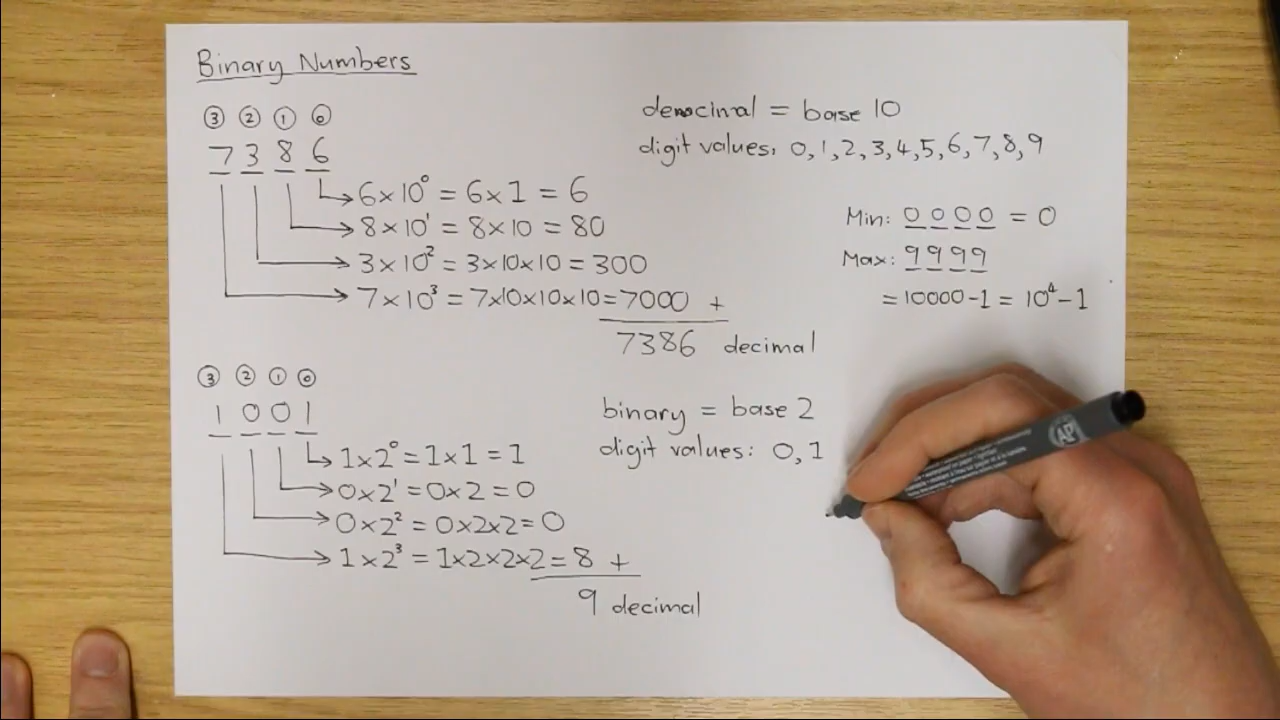 Binary Numbers
③ ② ① ⓪
7 3 8 6
6×10⁰ = 6×1 = 6
8×10¹ = 8×10 = 80
3×10² = 3×10×10 = 300
7×10³ = 7×10×10×10 = 7000 +
7386 decimal
denocinal = base 10
digit values: 0,1,2,3,4,5,6,7,8,9
Min: 0 0 0 0 = 0
Max: 9 9 9 9
= 10000-1 = 10⁴-1
③ ② ① ⓪
1 0 0 1
1×2⁰ = 1×1 = 1
0×2¹ = 0×2 = 0
0×2² = 0×2×2 = 0
1×2³ = 1×2×2×2 = 8 +
9 decimal
binary = base 2
digit values: 0,1